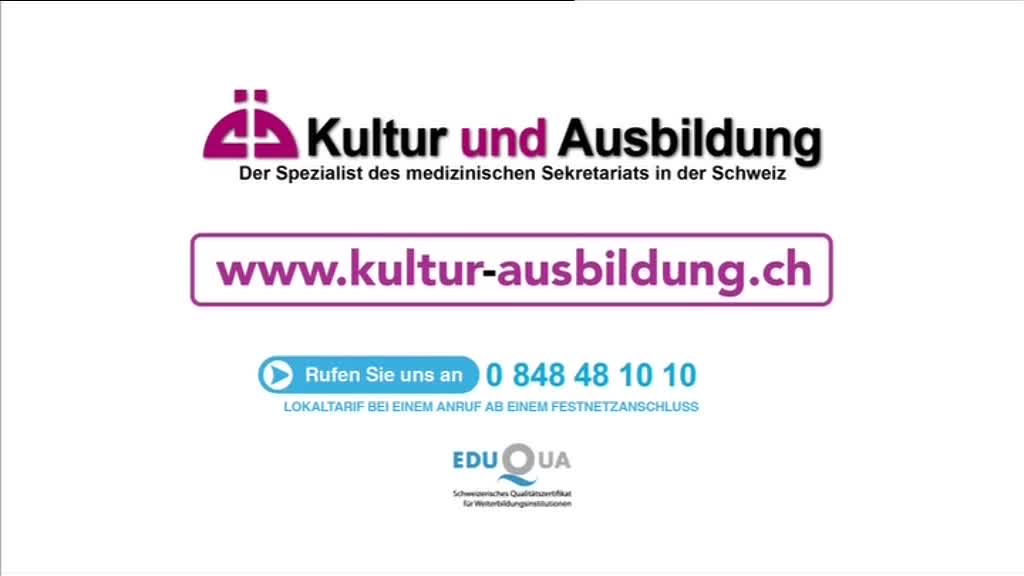 Kultur und Ausbildung
Der Spezialist des medizinischen Sekretariats in der Schweiz
www.kultur-ausbildung.ch
Rufen Sie uns an 0 848 48 10 10
LOKALTARIF BEI EINEM ANRUF AB EINEM FESTNETZANSCHLUSS
EDUQUA
Schweizerisches Qualitätszertifikat
für Weiterbildungsinstitutionen